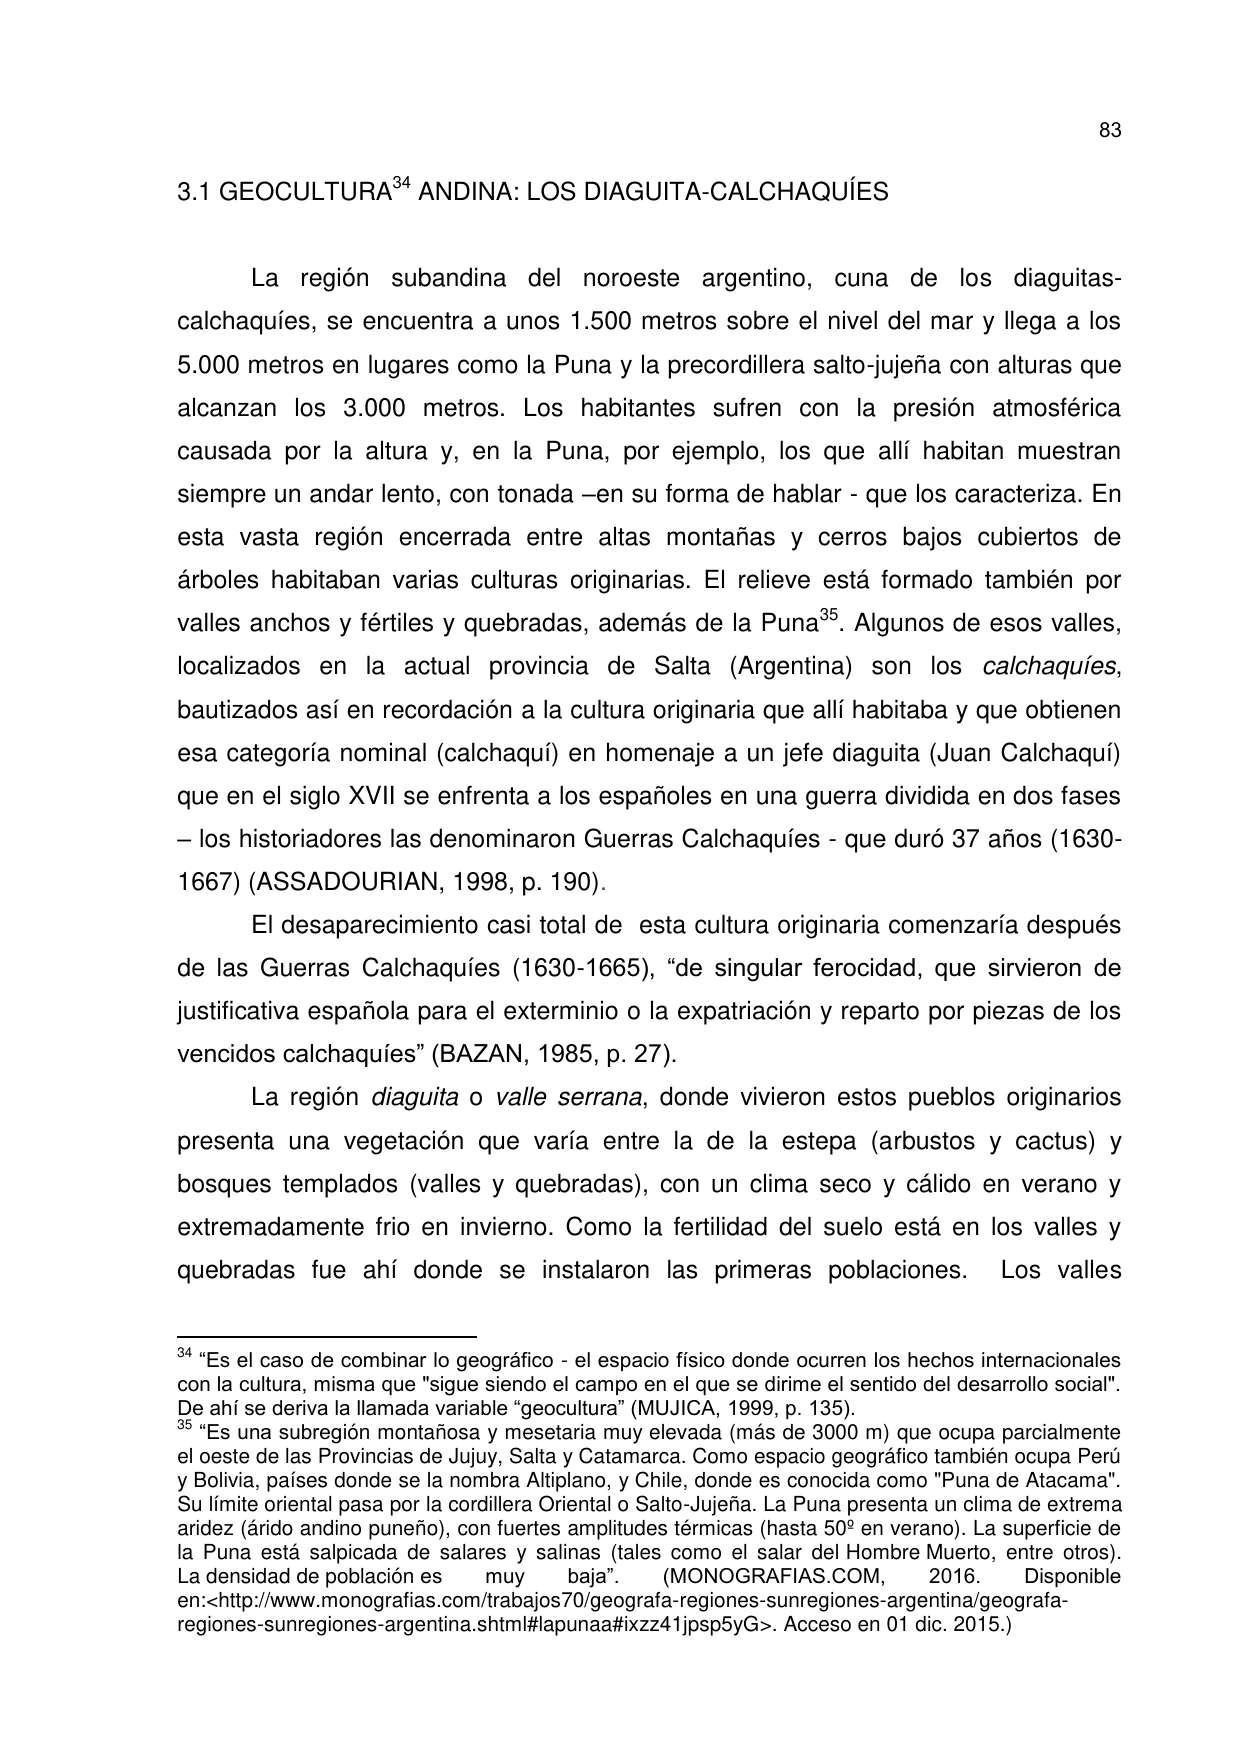 83
3.1 GEOCULTURA34 ANDINA: LOS DIAGUITA-CALCHAQUÍES
La región subandina del noroeste argentino, cuna de los diaguitas-
calchaquíes, se encuentra a unos 1.500 metros sobre el nivel del mar y llega a los
5.000 metros en lugares como la Puna y la precordillera salto-jujeña con alturas que
alcanzan los 3.000 metros. Los habitantes sufren con la presión atmosférica
causada por la altura y, en la Puna, por ejemplo, los que allí habitan muestran
siempre un andar lento, con tonada –en su forma de hablar - que los caracteriza. En
esta vasta región encerrada entre altas montañas y cerros bajos cubiertos de
árboles habitaban varias culturas originarias. El relieve está formado también por
valles anchos y fértiles y quebradas, además de la Puna35. Algunos de esos valles,
localizados en la actual provincia de Salta (Argentina) son los calchaquíes,
bautizados así en recordación a la cultura originaria que allí habitaba y que obtienen
esa categoría nominal (calchaquí) en homenaje a un jefe diaguita (Juan Calchaquí)
que en el siglo XVII se enfrenta a los españoles en una guerra dividida en dos fases
– los historiadores las denominaron Guerras Calchaquíes - que duró 37 años (1630-
1667) (ASSADOURIAN, 1998, p. 190).
El desaparecimiento casi total de esta cultura originaria comenzaría después
de las Guerras Calchaquíes (1630-1665), “de singular ferocidad, que sirvieron de
justificativa española para el exterminio o la expatriación y reparto por piezas de los
vencidos calchaquíes” (BAZAN, 1985, p. 27).
La región diaguita o valle serrana, donde vivieron estos pueblos originarios
presenta una vegetación que varía entre la de la estepa (arbustos y cactus) y
bosques templados (valles y quebradas), con un clima seco y cálido en verano y
extremadamente frio en invierno. Como la fertilidad del suelo está en los valles y
quebradas fue ahí donde se instalaron las primeras poblaciones. Los valles
34 “Es el caso de combinar lo geográfico - el espacio físico donde ocurren los hechos internacionales
con la cultura, misma que "sigue siendo el campo en el que se dirime el sentido del desarrollo social".
De ahí se deriva la llamada variable “geocultura” (MUJICA, 1999, p. 135).
35 “Es una subregión montañosa y mesetaria muy elevada (más de 3000 m) que ocupa parcialmente
el oeste de las Provincias de Jujuy, Salta y Catamarca. Como espacio geográfico también ocupa Perú
y Bolivia, países donde se la nombra Altiplano, y Chile, donde es conocida como "Puna de Atacama".
Su límite oriental pasa por la cordillera Oriental o Salto-Jujeña. La Puna presenta un clima de extrema
aridez (árido andino puneño), con fuertes amplitudes térmicas (hasta 50º en verano). La superficie de
la Puna está salpicada de salares y salinas (tales como el salar del Hombre Muerto, entre otros).
La densidad de población es muy baja”. (MONOGRAFIAS.COM, 2016. Disponible
en:<http://www.monografias.com/trabajos70/geografa-regiones-sunregiones-argentina/geografa-
regiones-sunregiones-argentina.shtml#lapunaa#ixzz41jpsp5yG>. Acceso en 01 dic. 2015.)